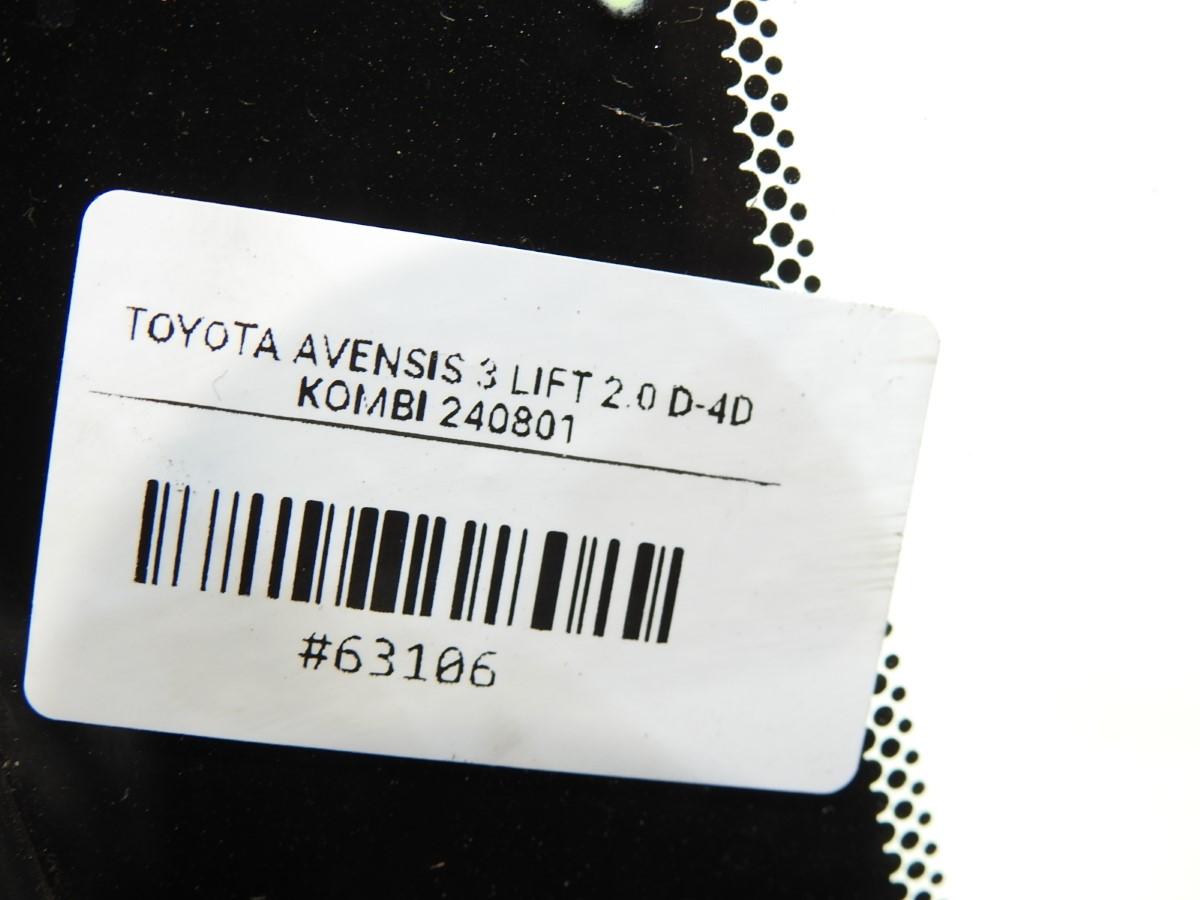 TOYOTA AVENSIS 3 LIFT 2.0 D-4D
KOMBI 240801
#63106